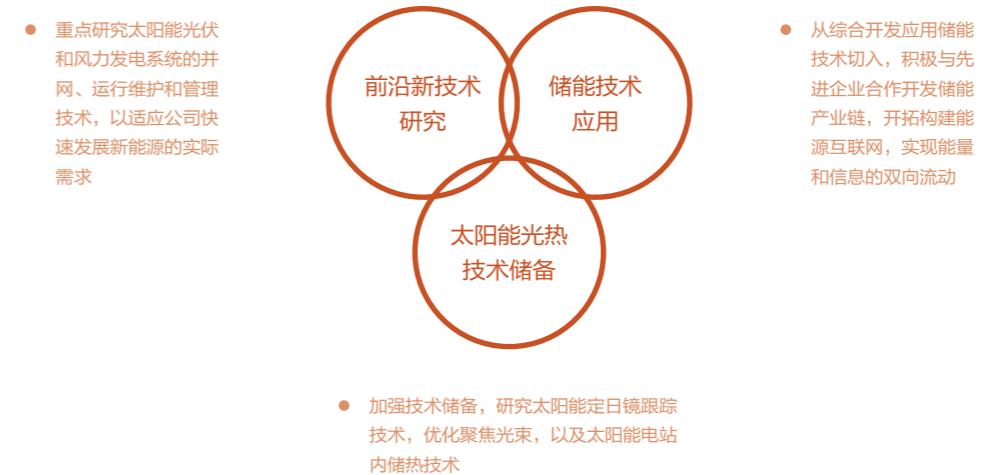 重点研究太阳能光伏
和风力发电系统的并
网、运行维护和管理
技术，以适应公司快
速发展新能源的实际
需求
前沿新技术
研究
储能技术
应用
太阳能光热
技术储备
从综合开发应用储能
技术切入，积极与先
进企业合作开发储能
产业链，开拓构建能
源互联网，实现能量
和信息的双向流动
加强技术储备，研究太阳能定日镜跟踪
技术，优化聚焦光束，以及太阳能电站
内储热技术